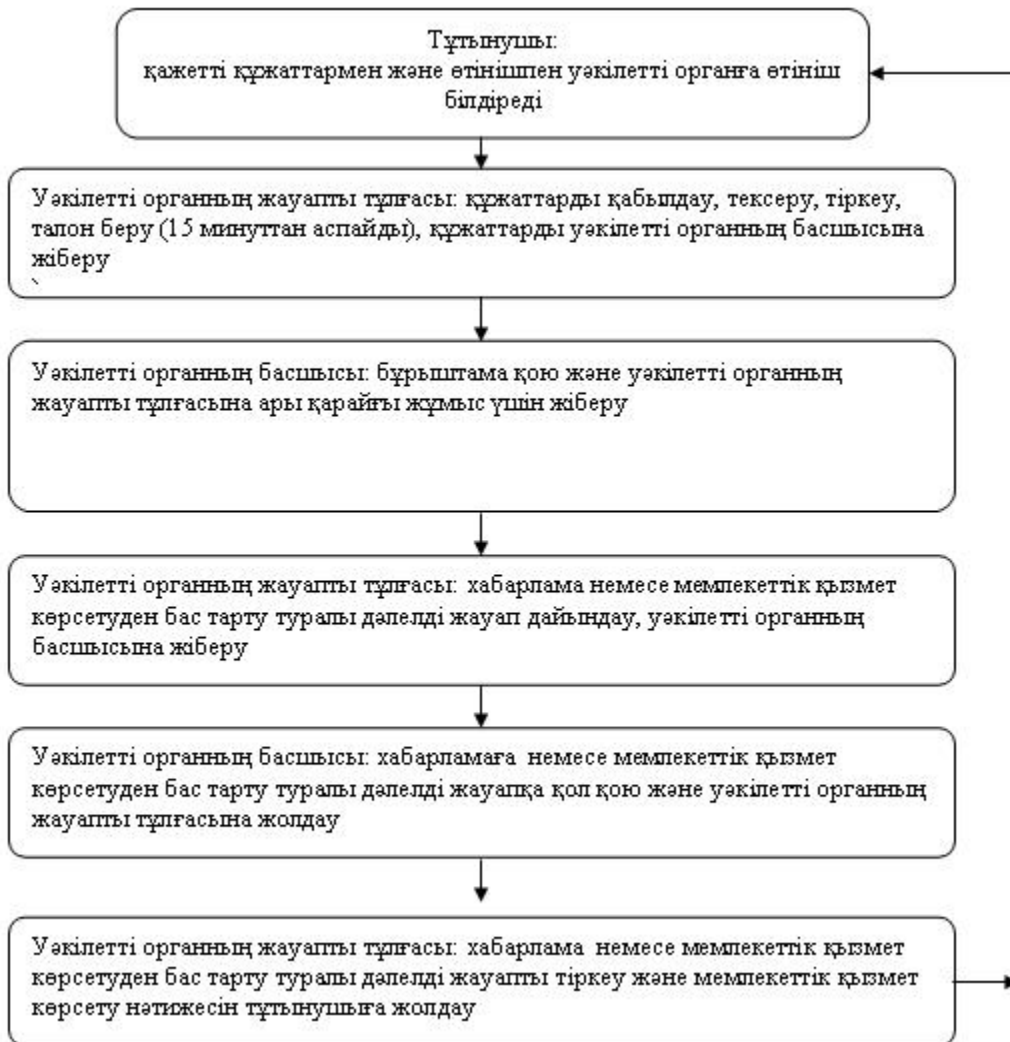 Тұтынушы:
қажетті құжаттармен және өтінішпен уәкілетті органға өтініш
білдіреді
Уәкілетті органның жауапты тұлғасы: құжаттарды қабылдау, тексеру, тіркеу,
талон беру (15 минуттан аспайды), құжаттарды уәкілетті органның басшысына
жіберу
`
Уәкілетті органның басшысы: бұрыштама қою және уәкілетті органның
жауапты тұлғасына ары қарайғы жұмыс үшін жіберу
Уәкілетті органның жауапты тұлғасы: хабарлама немесе мемлекеттік қызмет
көрсетуден бас тарту туралы дәлелді жауап дайындау, уәкілетті органның
басшысына жіберу
Уәкілетті органның басшысы: хабарламаға немесе мемлекеттік қызмет
көрсетуден бас тарту туралы дәлелді жауапқа қол қою және уәкілетті органның
жауапты тұлғасына жолдау
Уәкілетті органның жауапты тұлғасы: хабарлама немесе мемлекеттік қызмет
көрсетуден бас тарту туралы дәлелді жауапты тіркеу және мемлекеттік қызмет
көрсету нәтижесін тұтынушыға жолдау